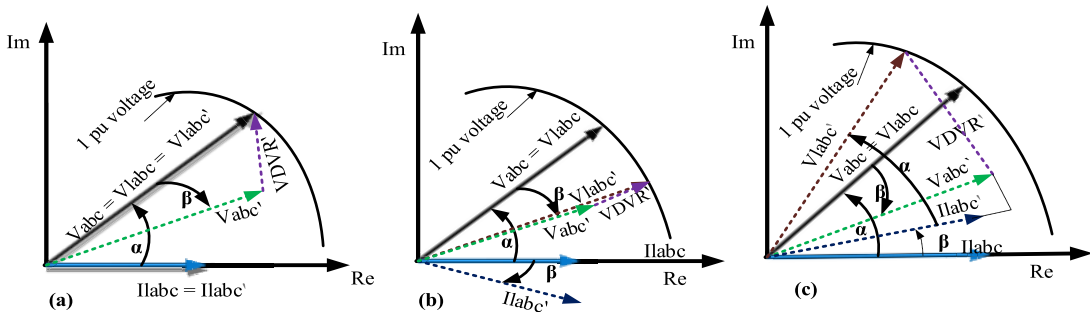 Im
1 pu voltage
Vabc = Vlabc = Vlabc'
β
VDVR'
Vabc'
α
Re
Ilabc = Ilabc'
(a)
Im
1 pu voltage
Vabc = Vlabc
β
Vlabc'
VDVR'
Vabc'
α
Ilabc
β
Re
Ilabc'
(b)
Im
1 pu voltage
Vlabc'
Vabc = Vlabc
VDVR'
α
β
Vabc'
Ilabc'
α
β
Ilabc
Re
(c)